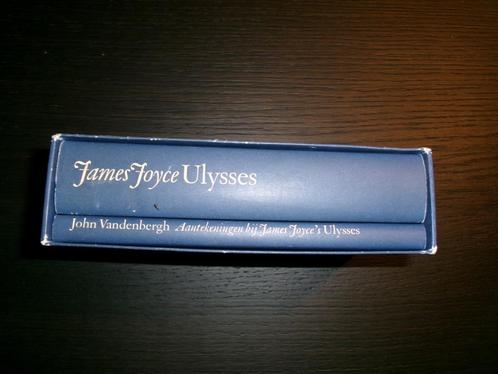 James Joyce Ulysses
John Vandenbergh Aantekeningen bij James Joyce's Ulysses